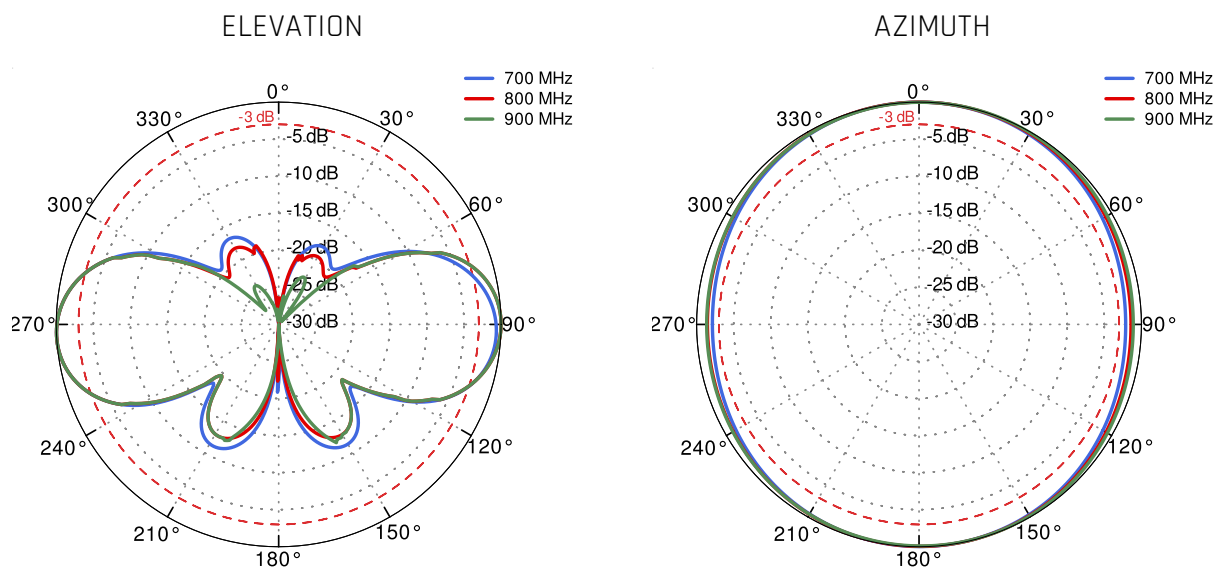 ELEVATION
700 MHz
800 MHz
900 MHz
0°
330°
30°
-3 dB
-5 dB
-10 dB
300°
60°
-15 dB
-20 dB
-25 dB
270°
-30 dB
90°
240°
120°
210°
150°
180°
AZIMUTH
700 MHz
800 MHz
900 MHz
0°
330°
30°
-3 dB
-5 dB
-10 dB
300°
60°
-15 dB
-20 dB
-25 dB
270°
-30 dB
90°
240°
120°
210°
150°
180°